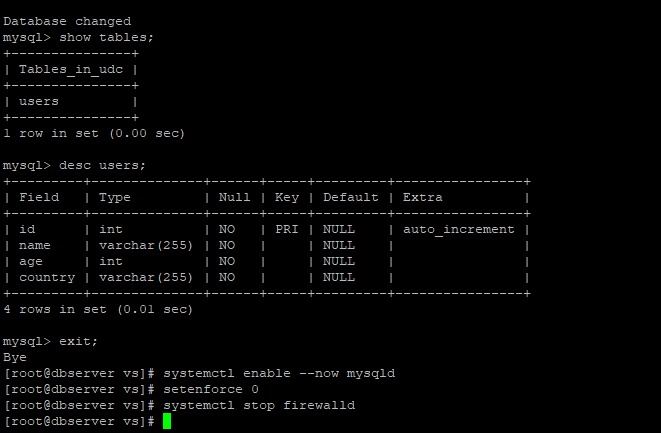 Database changed
mysql> show tables;
+---------------+
| Tables_in_udc |
+---------------+
| users         |
+---------------+
1 row in set (0.00 sec)
mysql> desc users;
+---------+--------------+------+-----+---------+----------------+
| Field   | Type         | Null | Key | Default | Extra          |
+---------+--------------+------+-----+---------+----------------+
| id      | int          | NO   | PRI | NULL    | auto_increment |
| name    | varchar(255) | NO   |     | NULL    |                |
| age     | int          | NO   |     | NULL    |                |
| country | varchar(255) | NO   |     | NULL    |                |
+---------+--------------+------+-----+---------+----------------+
4 rows in set (0.01 sec)
mysql> exit;
Bye
[root@dbserver vs]# systemctl enable --now mysqld
[root@dbserver vs]# setenforce 0
[root@dbserver vs]# systemctl stop firewalld
[root@dbserver vs]#